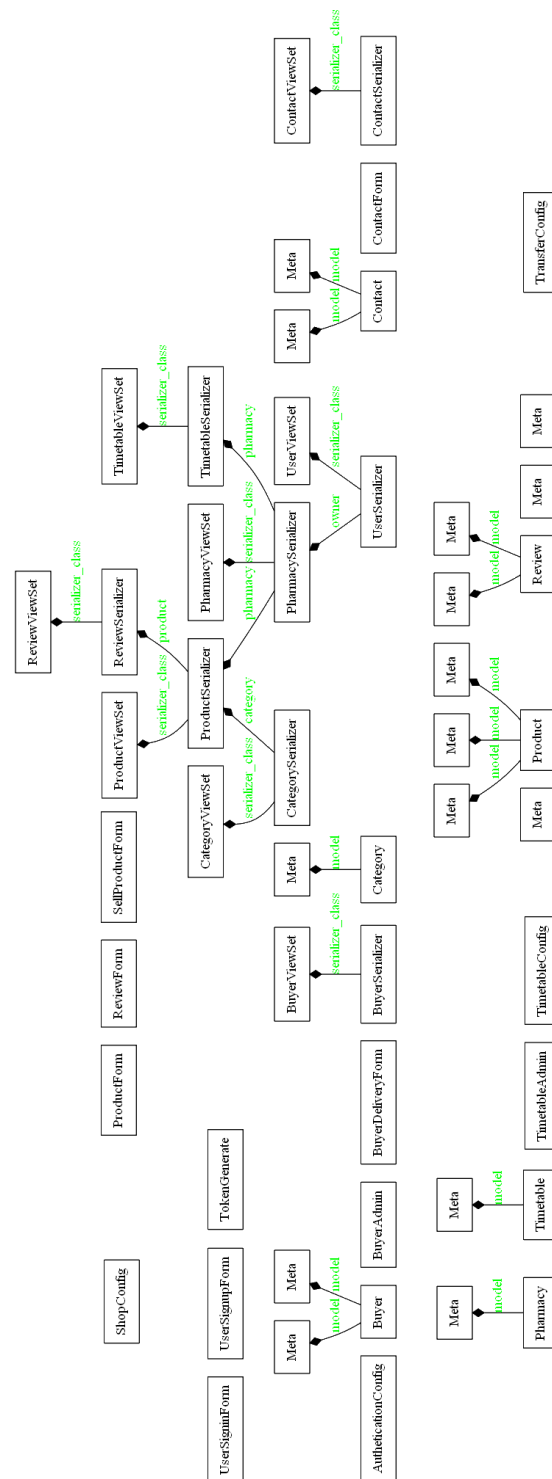 ReviewViewSet
serializer_class
ShopConfig ProductForm ReviewForm SellProductForm ProductViewSet ReviewSerializer TimetableViewSet
serializer_class product serializer_class
UserSigninForm UserSignupForm TokenGenerate CategoryViewSet ProductSerializer PharmacyViewSet TimetableSerializer
serializer_class category pharmacy serializer_class pharmacy
Meta Meta BuyerViewSet Meta CategorySerializer PharmacySerializer UserViewSet Meta Meta ContactViewSet
model model serializer_class model owner serializer_class model model serializer_class
AutheticationConfig Buyer BuyerAdmin BuyerDeliveryForm BuyerSerializer Category UserSerializer Contact ContactForm ContactSerializer
Meta Meta Meta Meta Meta Meta Meta
model model model model model model model
Pharmacy Timetable TimetableAdmin TimetableConfig Meta Product Review Meta Meta TransferConfig